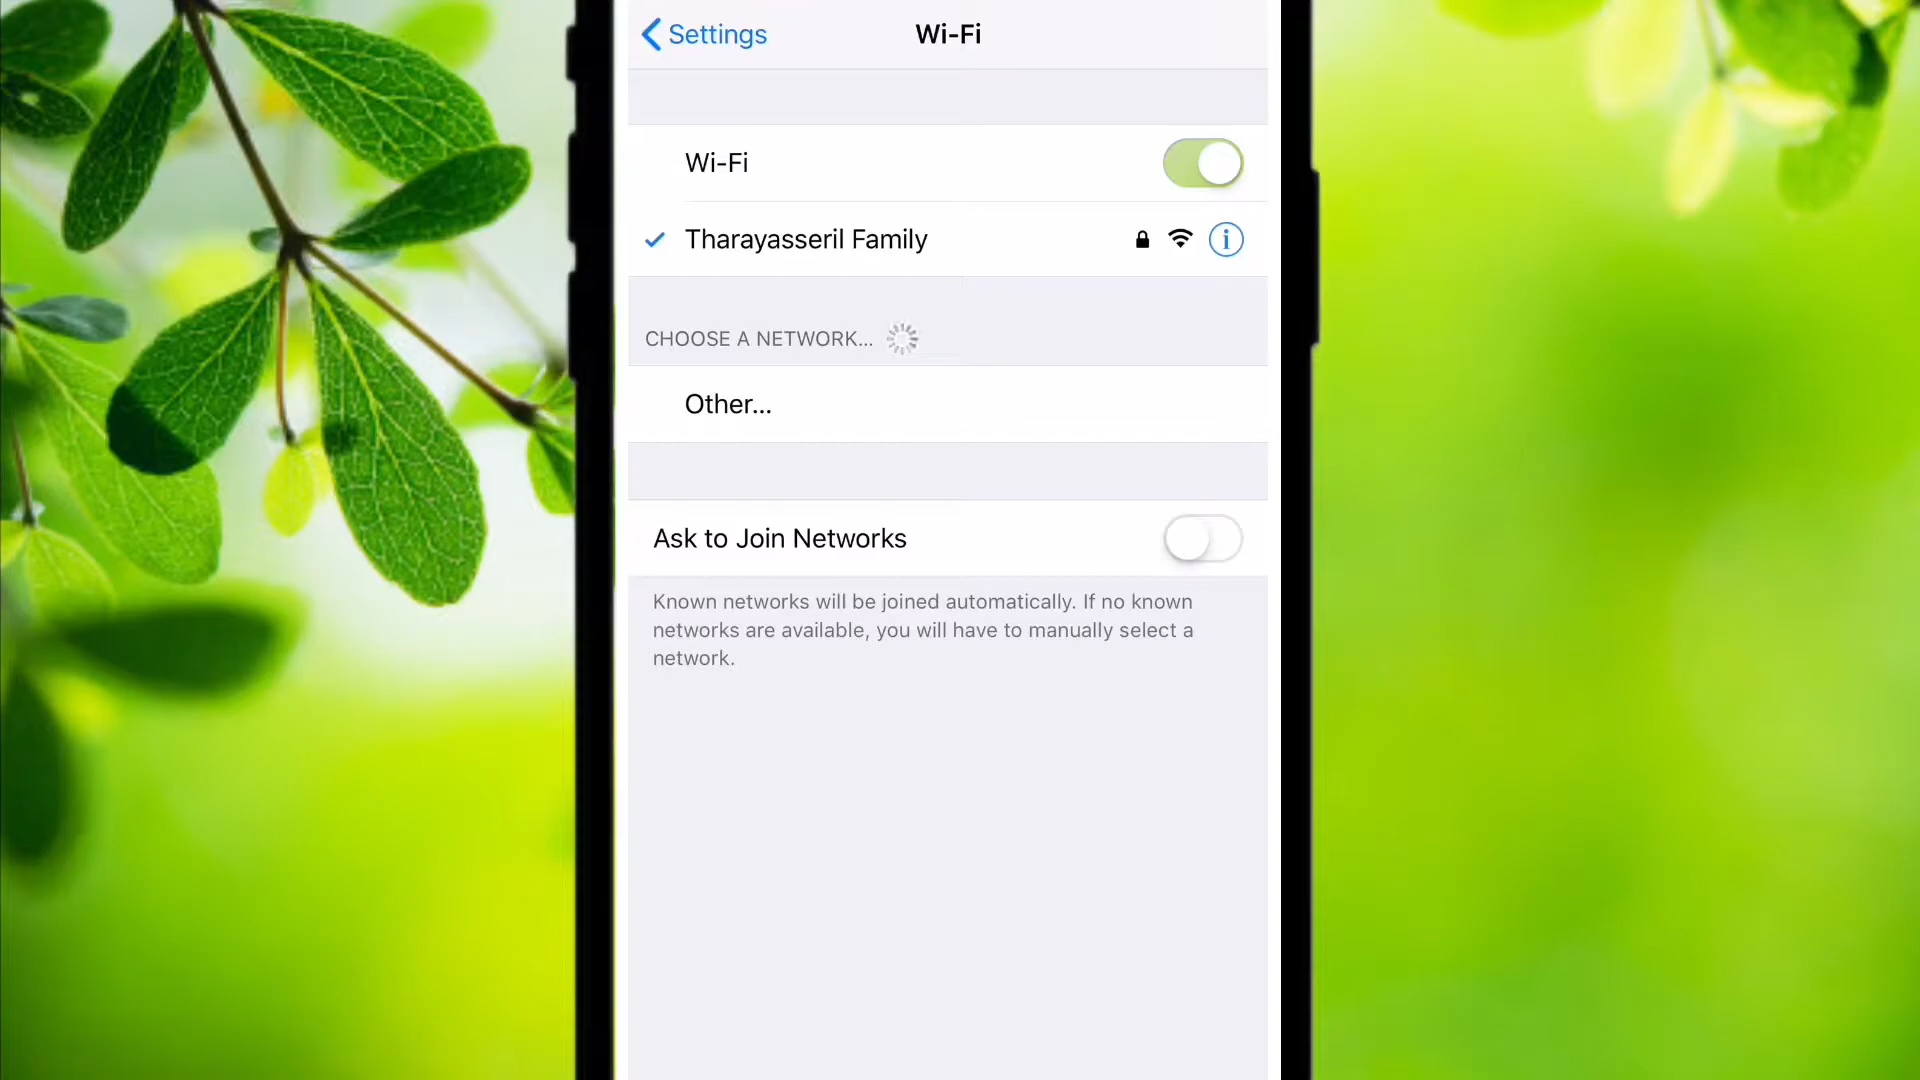 Settings
Wi-Fi
Wi-Fi
Tharayasseril Family
CHOOSE A NETWORK...
Other...
Ask to Join Networks
Known networks will be joined automatically. If no known
networks are available, you will have to manually select a
network.